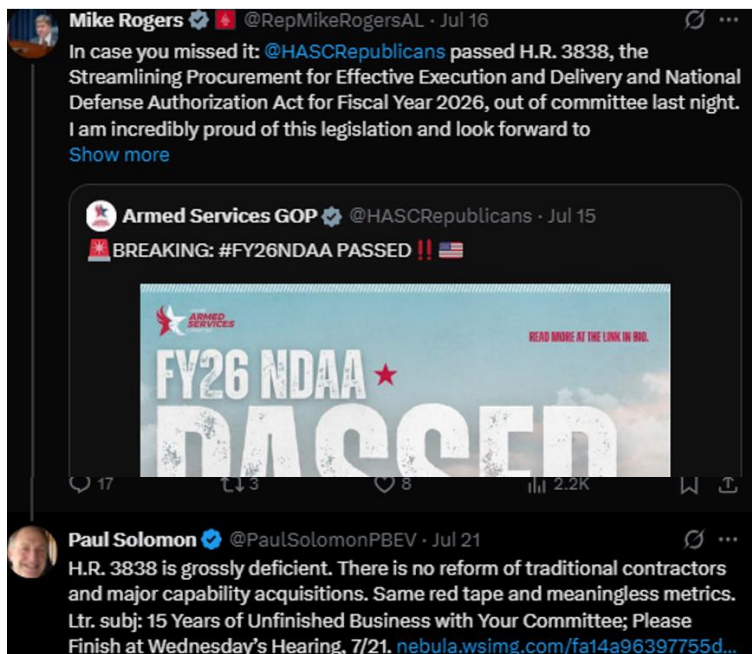 Mike Rogers @RepMikeRogersAL · Jul 16
In case you missed it: @HASCRepublicans passed H.R. 3838, the
Streamlining Procurement for Effective Execution and Delivery and National
Defense Authorization Act for Fiscal Year 2026, out of committee last night.
I am incredibly proud of this legislation and look forward to
Show more
Armed Services GOP @HASCRepublicans · Jul 15
🚨BREAKING: #FY26NDAA PASSED‼️🇺🇸
ARMED
SERVICES
READ MORE AT THE LINK IN BIO.
FY26 NDAA
PASSED
17 3 8 2.2K
Paul Solomon @PaulSolomonPBEV · Jul 21
H.R. 3838 is grossly deficient. There is no reform of traditional contractors
and major capability acquisitions. Same red tape and meaningless metrics.
Ltr. subj: 15 Years of Unfinished Business with Your Committee; Please
Finish at Wednesday's Hearing, 7/21. nebula.wsimg.com/fa14a96397755d...